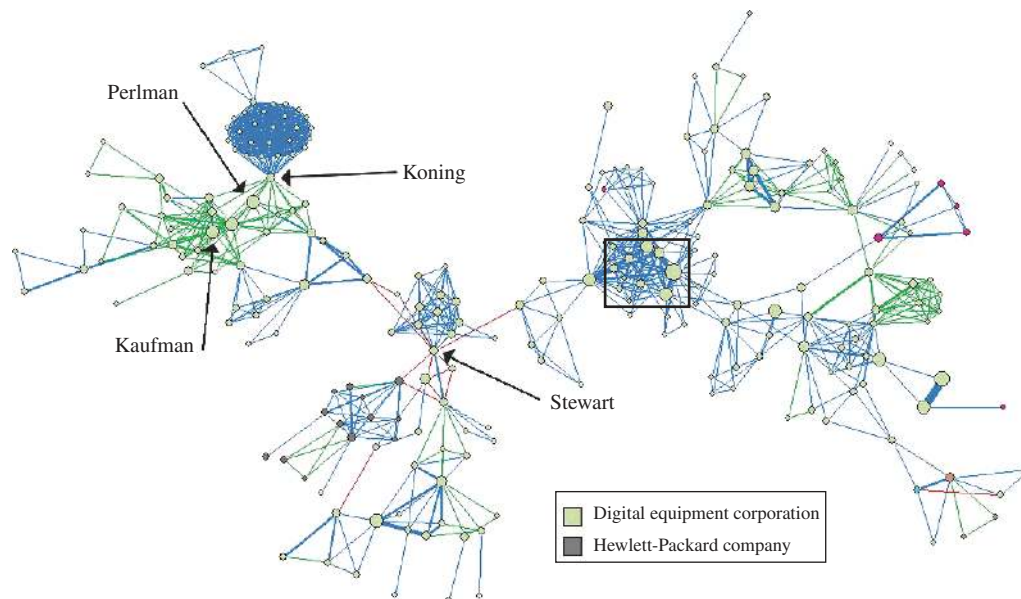 Perlman
Koning
Kaufman
Stewart
Digital equipment corporation
Hewlett-Packard company